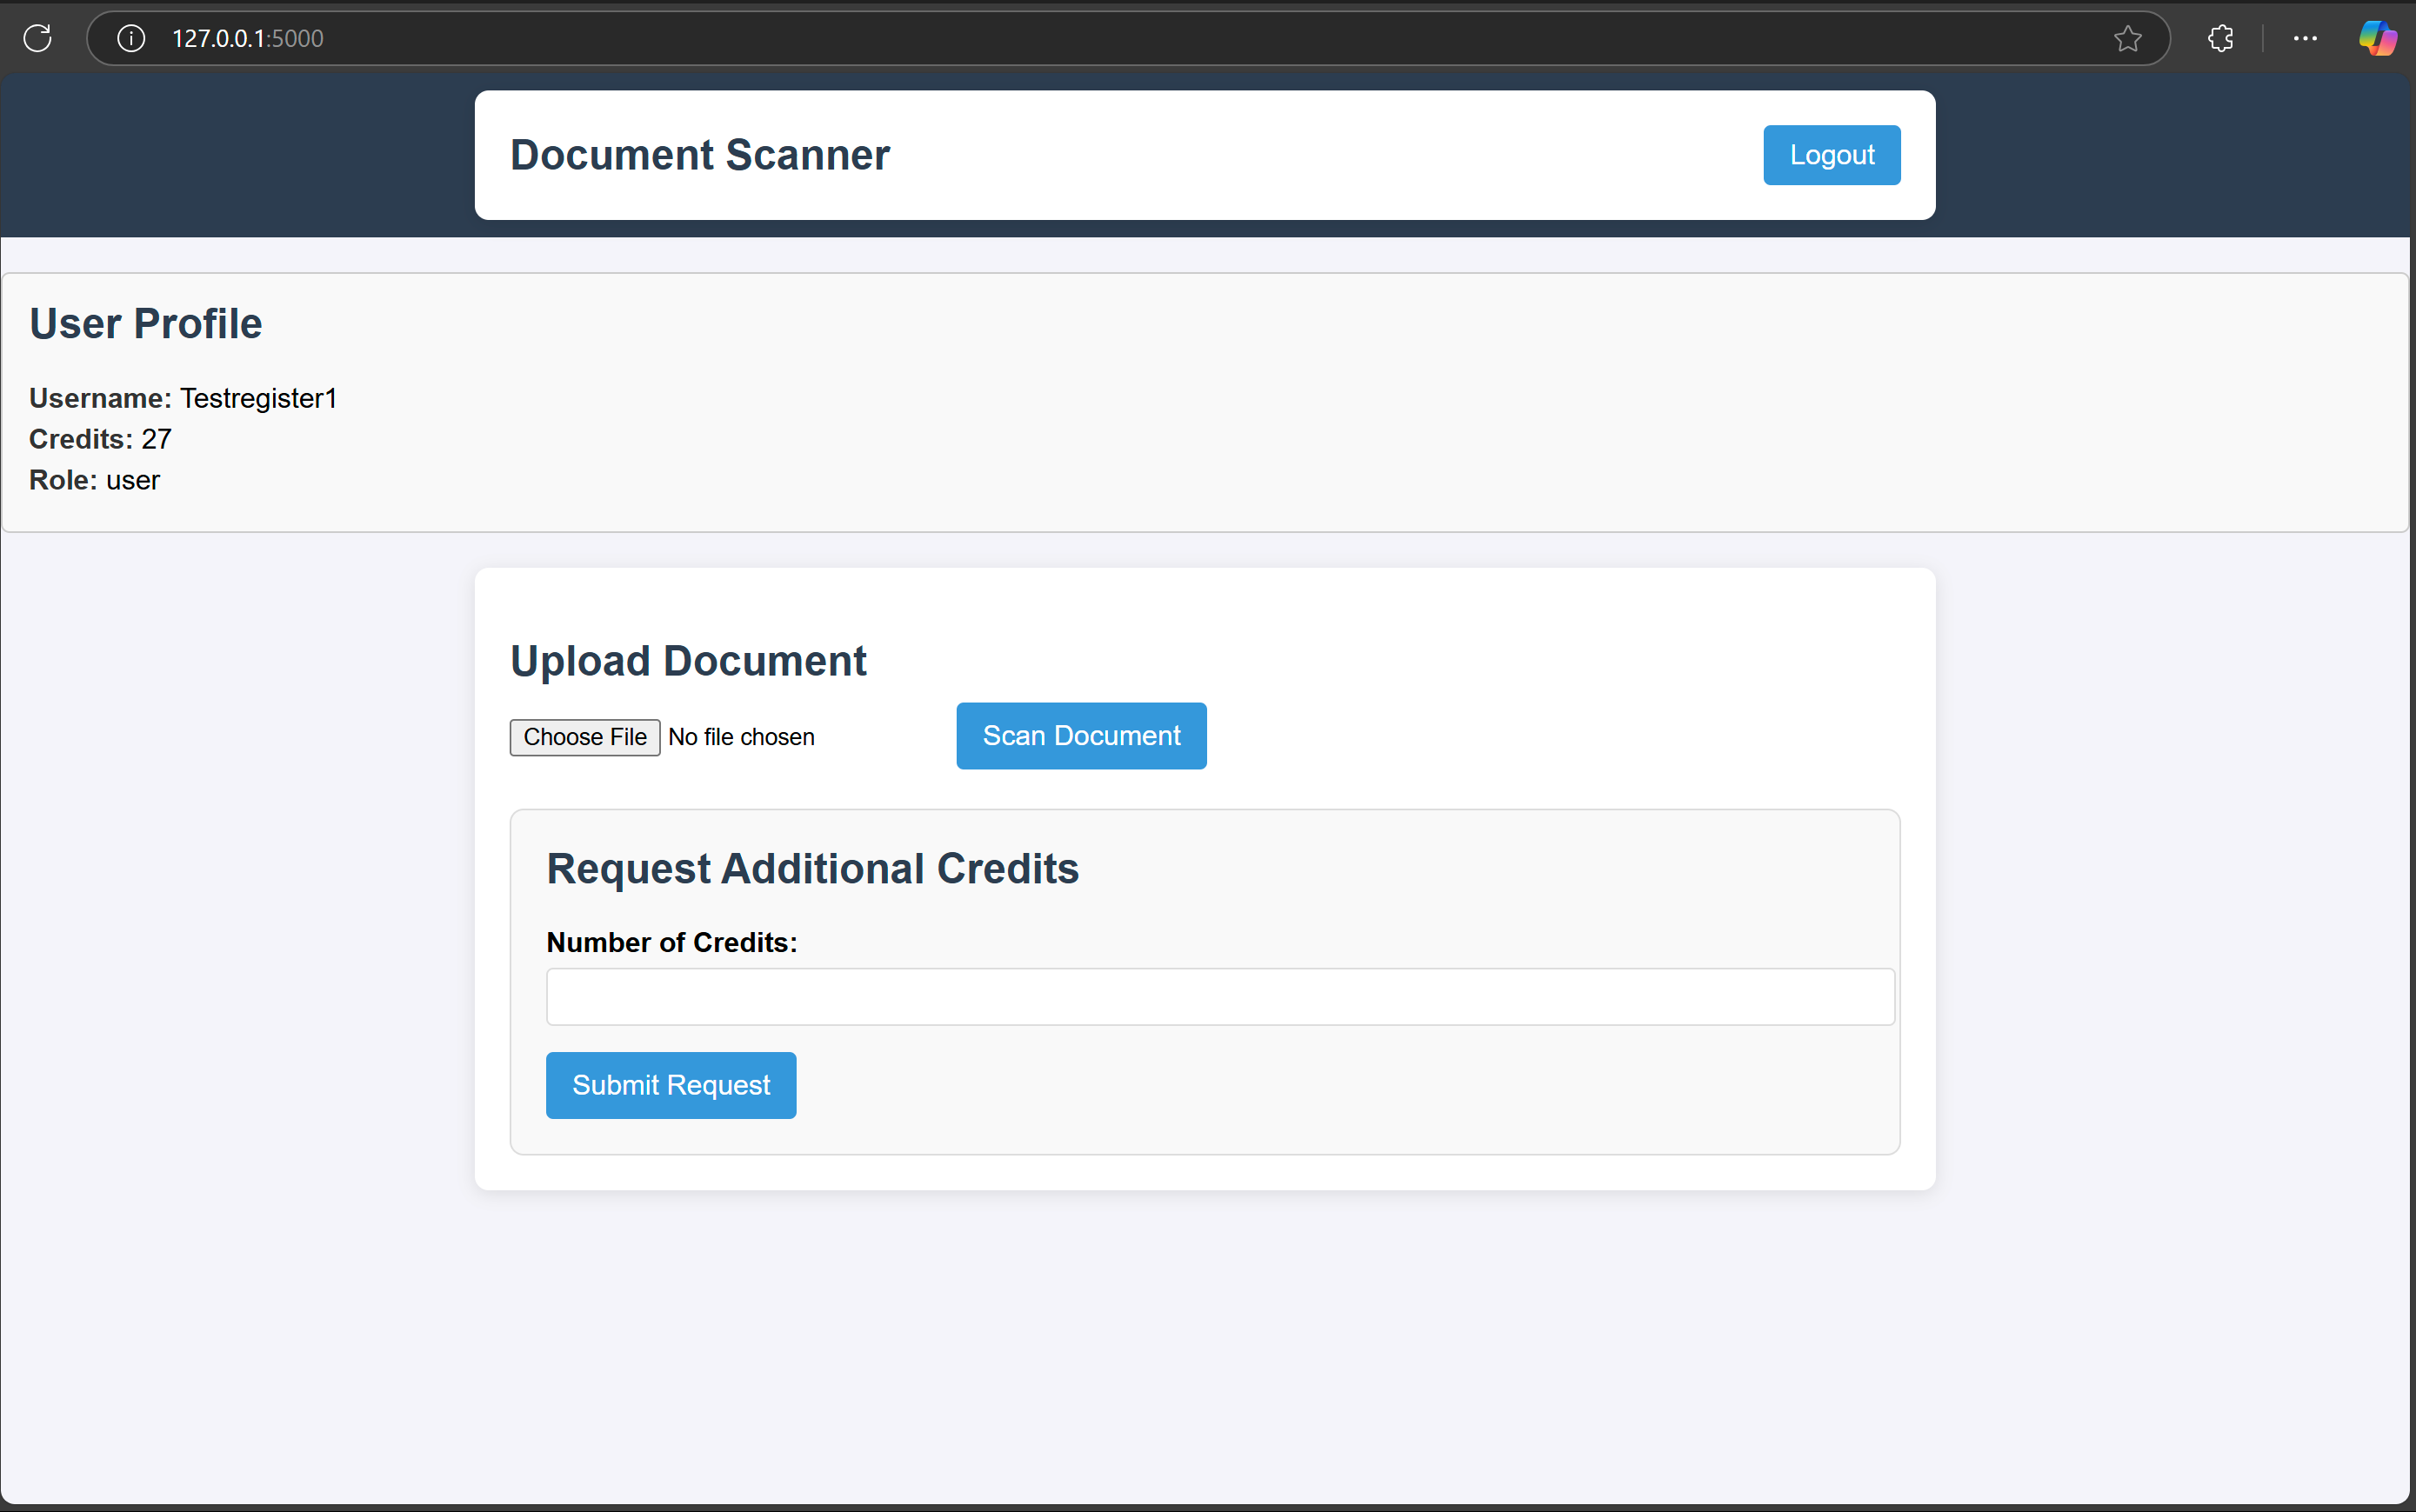 127.0.0.1:5000
Document Scanner
Logout
User Profile
Username: Testregister1
Credits: 27
Role: user
Upload Document
Choose File No file chosen
Scan Document
Request Additional Credits
Number of Credits:
Submit Request